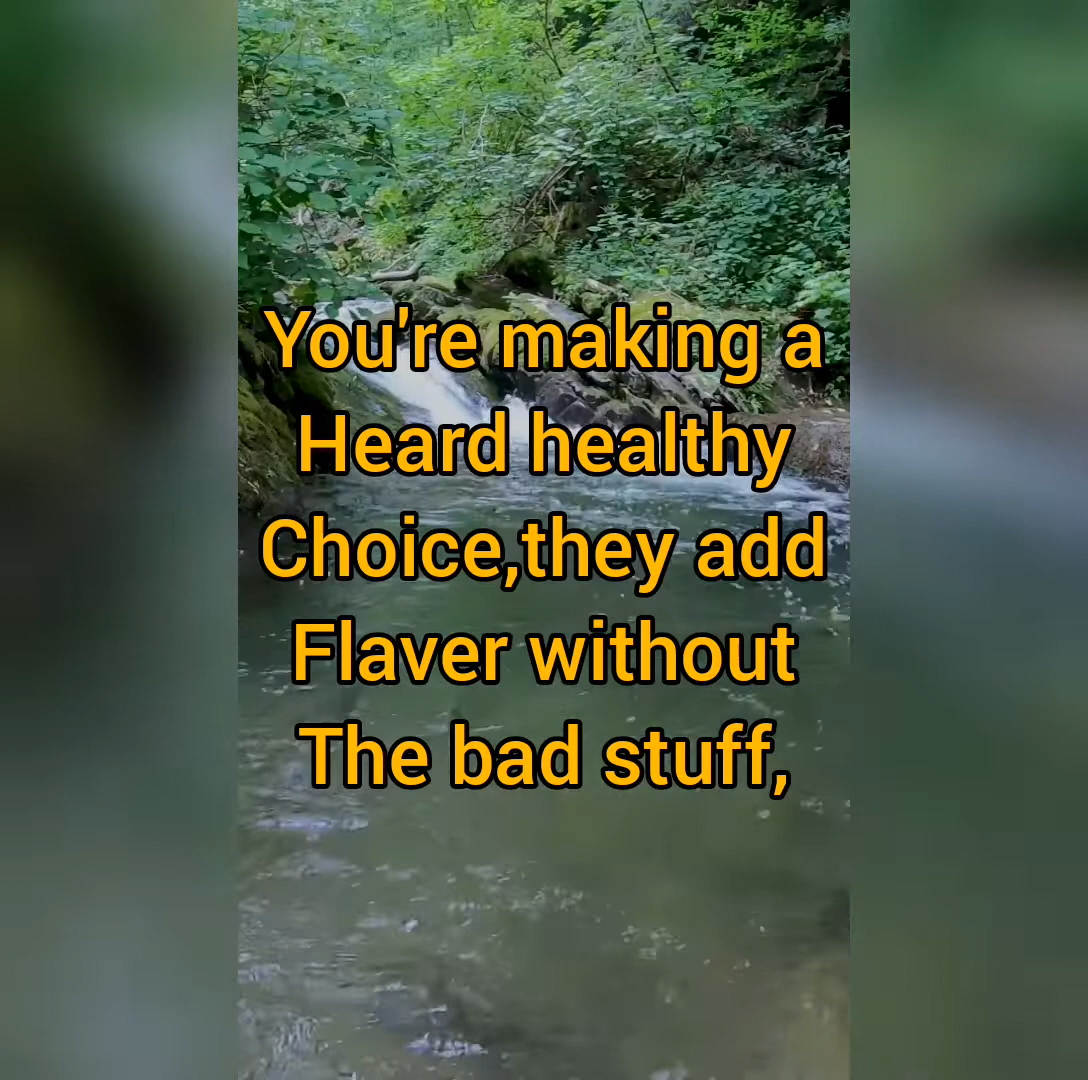 You're making a
Heard healthy
Choice,they add
Flaver without
The bad stuff,